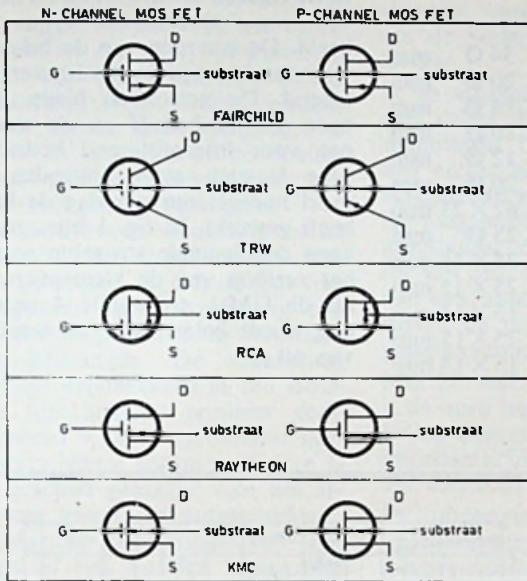 N-CHANNEL MOS FET P-CHANNEL MOS FET
D D
G substraat G substraat
S S
FAIRCHILD
D D
G substraat G substraat
S S
TRW
D D
G substraat G substraat
S S
RCA
D D
G substraat G substraat
S S
RAYTHEON
D D
G substraat G substraat
S S
KMC